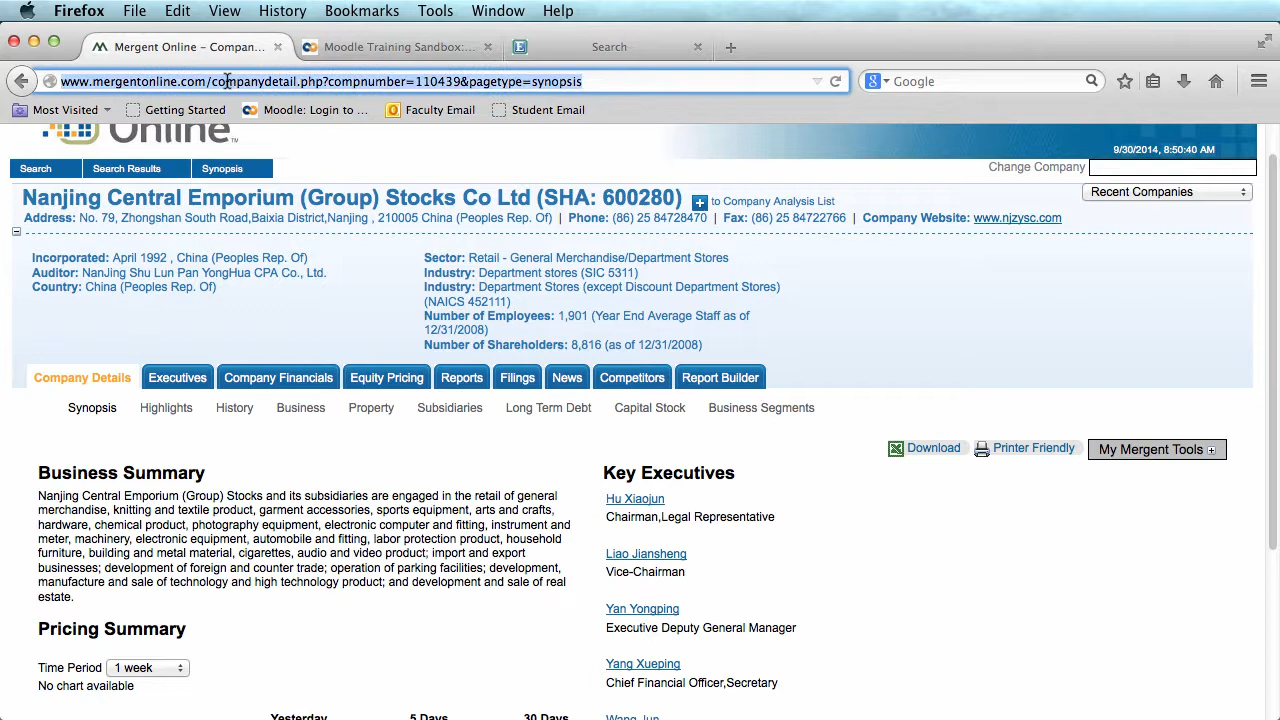 Firefox File Edit View History Bookmarks Tools Window Help
Mergent Online – Compan... Moodle Training Sandbox:... Search
www.mergentonline.com/companydetail.php?compnumber=110439&pagetype=synopsis Google
Most Visited Getting Started Moodle: Login to ... Faculty Email Student Email
Online™
9/30/2014, 8:50:40 AM
Search Search Results Synopsis Change Company
Nanjing Central Emporium (Group) Stocks Co Ltd (SHA: 600280) to Company Analysis List Recent Companies
Address: No. 79, Zhongshan South Road,Baixia District,Nanjing , 210005 China (Peoples Rep. Of) | Phone: (86) 25 84728470 | Fax: (86) 25 84722766 | Company Website: www.njzysc.com
Incorporated: April 1992 , China (Peoples Rep. Of)
Auditor: NanJing Shu Lun Pan YongHua CPA Co., Ltd.
Country: China (Peoples Rep. Of)
Sector: Retail - General Merchandise/Department Stores
Industry: Department stores (SIC 5311)
Industry: Department Stores (except Discount Department Stores)
(NAICS 452111)
Number of Employees: 1,901 (Year End Average Staff as of
12/31/2008)
Number of Shareholders: 8,816 (as of 12/31/2008)
Company Details Executives Company Financials Equity Pricing Reports Filings News Competitors Report Builder
Synopsis Highlights History Business Property Subsidiaries Long Term Debt Capital Stock Business Segments
Download Printer Friendly My Mergent Tools
Business Summary
Nanjing Central Emporium (Group) Stocks and its subsidiaries are engaged in the retail of general
merchandise, knitting and textile product, garment accessories, sports equipment, arts and crafts,
hardware, chemical product, photography equipment, electronic computer and fitting, instrument and
meter, machinery, electronic equipment, automobile and fitting, labor protection product, household
furniture, building and metal material, cigarettes, audio and video product; import and export
businesses; development of foreign and counter trade; operation of parking facilities; development,
manufacture and sale of technology and high technology product; and development and sale of real
estate.
Pricing Summary
Time Period 1 week
No chart available
Yesterday 5 Days 30 Days
Key Executives
Hu Xiaojun
Chairman,Legal Representative
Liao Jiansheng
Vice-Chairman
Yan Yongping
Executive Deputy General Manager
Yang Xueping
Chief Financial Officer,Secretary
Wang Jun